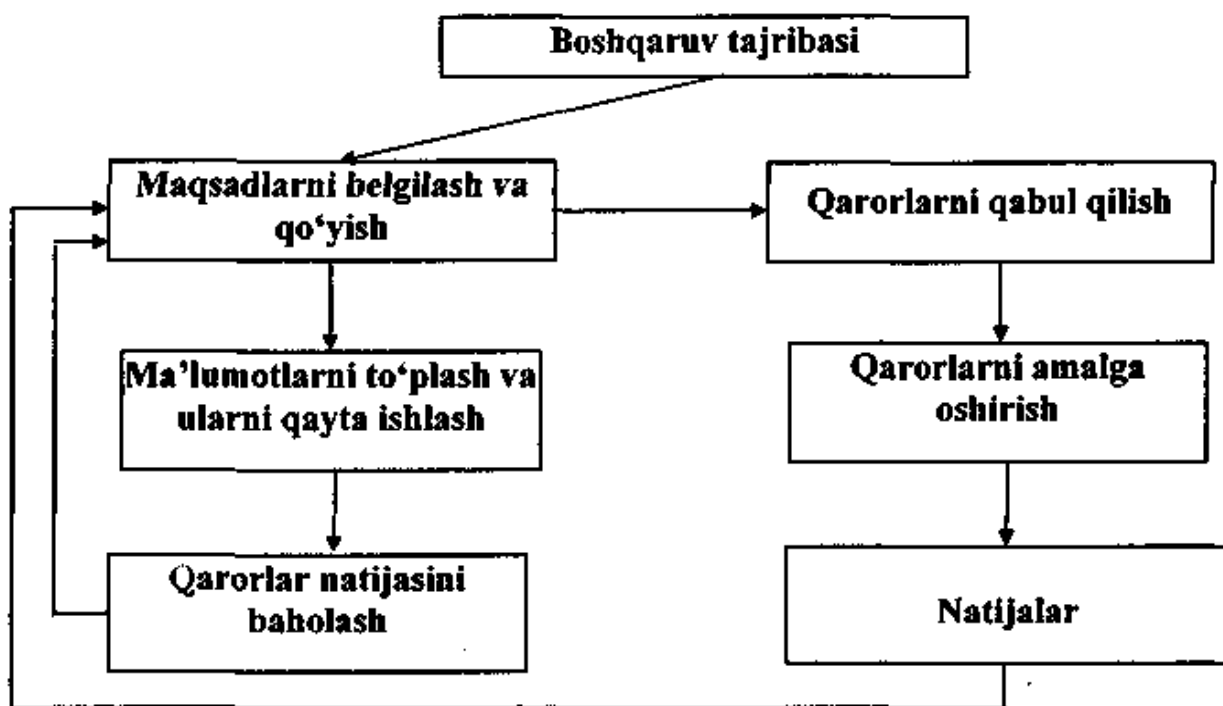 Boshqaruv tajribasi
Maqsadlarni belgilash va
qo‘yish
Qarorlarni qabul qilish
Ma’lumotlarni to‘plash va
ularni qayta ishlash
Qarorlarni amalga
oshirish
Qarorlar natijasini
baholash
Natijalar